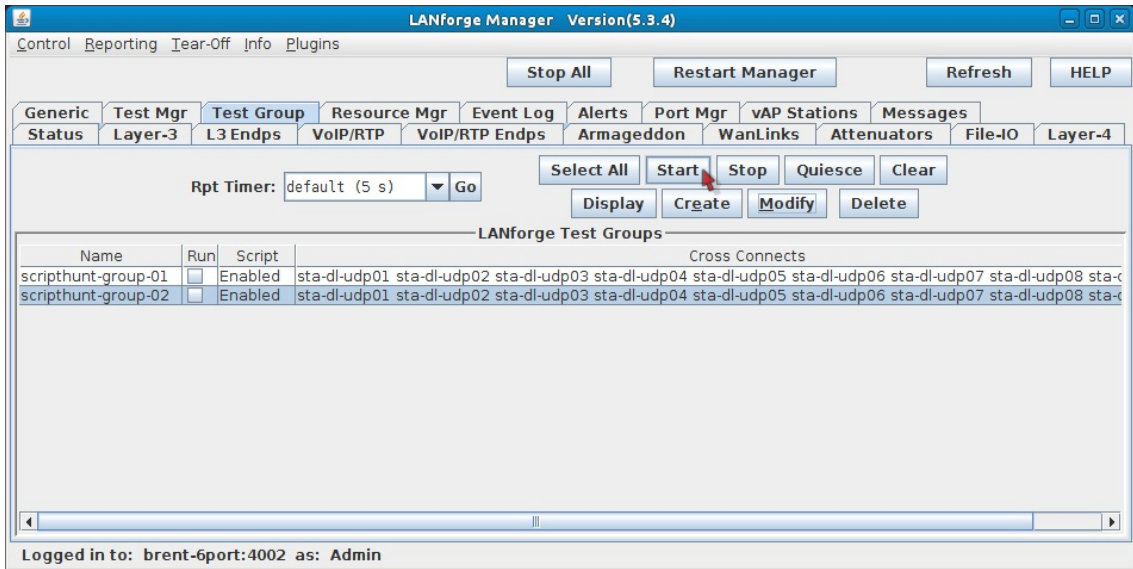 LANforge Manager Version(5.3.4)
Control Reporting Tear-Off Info Plugins
Stop All Restart Manager Refresh HELP
Generic Test Mgr Test Group Resource Mgr Event Log Alerts Port Mgr vAP Stations Messages
Status Layer-3 L3 Endps VoIP/RTP VoIP/RTP Endps Armageddon WanLinks Attenuators File-IO Layer-4
Select All Start Stop Quiesce Clear
Rpt Timer: default (5 s) Go
Display Create Modify Delete
LANforge Test Groups
Name Run Script Cross Connects
scripthunt-group-01 Enabled sta-dl-udp01 sta-dl-udp02 sta-dl-udp03 sta-dl-udp04 sta-dl-udp05 sta-dl-udp06 sta-dl-udp07 sta-dl-udp08 sta-
scripthunt-group-02 Enabled sta-dl-udp01 sta-dl-udp02 sta-dl-udp03 sta-dl-udp04 sta-dl-udp05 sta-dl-udp06 sta-dl-udp07 sta-dl-udp08 sta-
Logged in to: brent-6port:4002 as: Admin